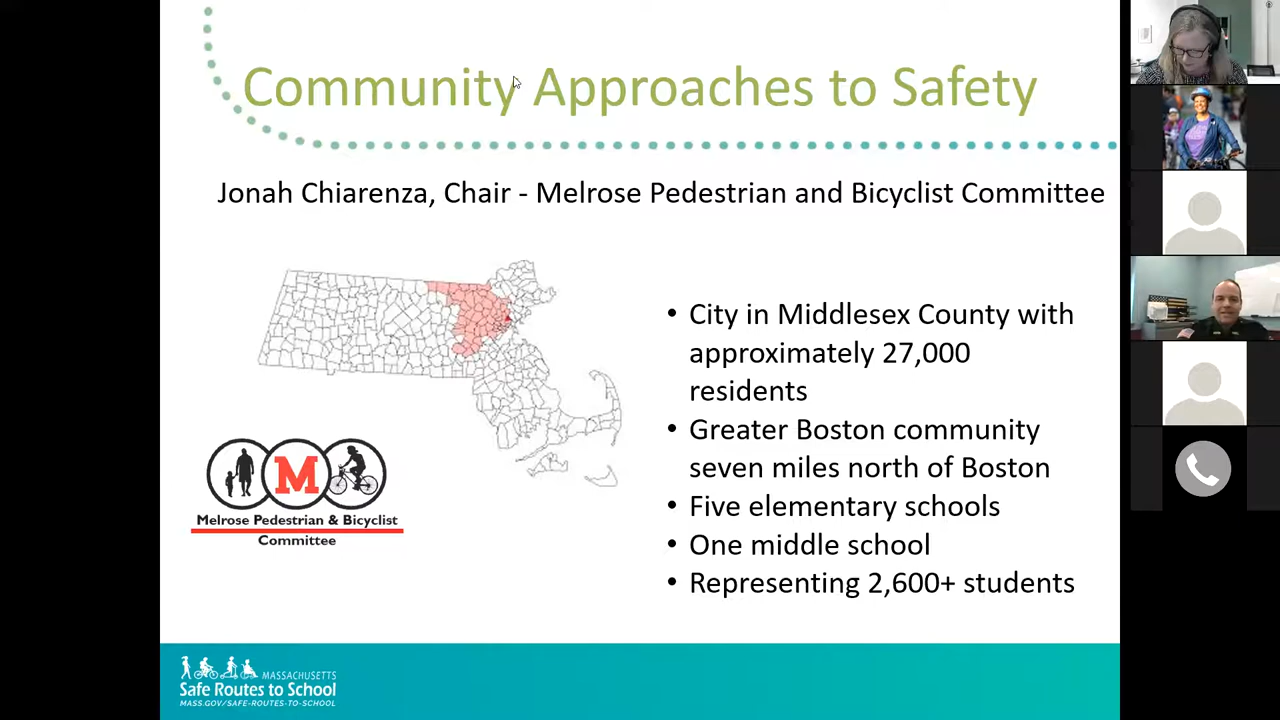 Community Approaches to Safety
Jonah Chiarenza, Chair - Melrose Pedestrian and Bicyclist Committee
• City in Middlesex County with
approximately 27,000
residents
• Greater Boston community
seven miles north of Boston
• Five elementary schools
• One middle school
• Representing 2,600+ students
M
Melrose Pedestrian & Bicyclist
Committee
MASSACHUSETTS
Safe Routes to School
MASS.GOV/SAFE-ROUTES-TO-SCHOOL